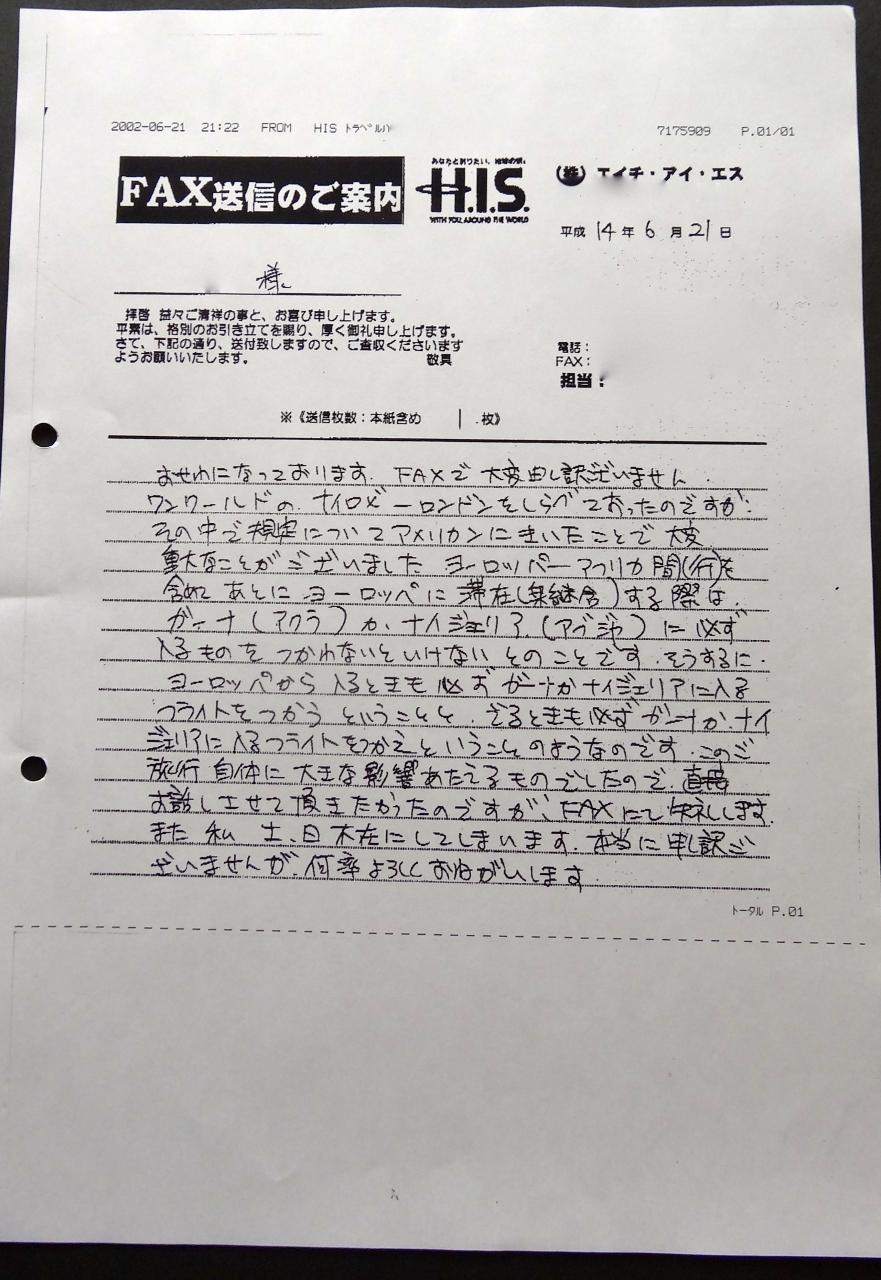 2002-06-21 21:22 FROM HIS トラベル 7175909 P.01/01
FAX送信のご案内
あなたと創りたい、地球の歓。
H.I.S.
WITH YOU, AROUND THE WORLD
(株) エイチ・アイ・エス
平成 14 年 6 月 21 日
様
拝啓 益々ご清祥の事と、お喜び申し上げます。
平素は、格別のお引き立てを賜り、厚く御礼申し上げます。
さて、下記の通り、送付致しますので、ご査収くださいます
ようお願いいたします。 敬具
電話:
FAX:
担当:
※《送信枚数:本紙含め 1 枚》
おせわになっております。FAXで 大変申し訳ございません.
ワンワールドの.ナイロビーロンドンをしらべておったのですが.
その中で規定についてアメリカンにきいたことで 大変
重大なことがございました ヨーロッパーアフリカ間(行)を
含めて あとに ヨーロッパに 滞在(乗継含)する際は.
ガーナ(アクラ)か.ナイジェリア.(アブジャ)に必ず
入るものを つかわないといけないとのことです.そうするに.
ヨーロッパから 入るときも必ず ガーナかナイジェリアに入る
フライトをつかうということと.でるときも必ずガーナか.ナイ
ジェリアに入るフライトをつかえということのようなのです.このご
旅行自体に大きな影響あたえるものでしたので、直接
お話しさせて頂きたかったのですが、FAXにて失礼します.
また 私 土、日 不在にしてしまいます.本当に申し訳ご
ざいませんが.何卒よろしくおねがいします.
トータル P.01